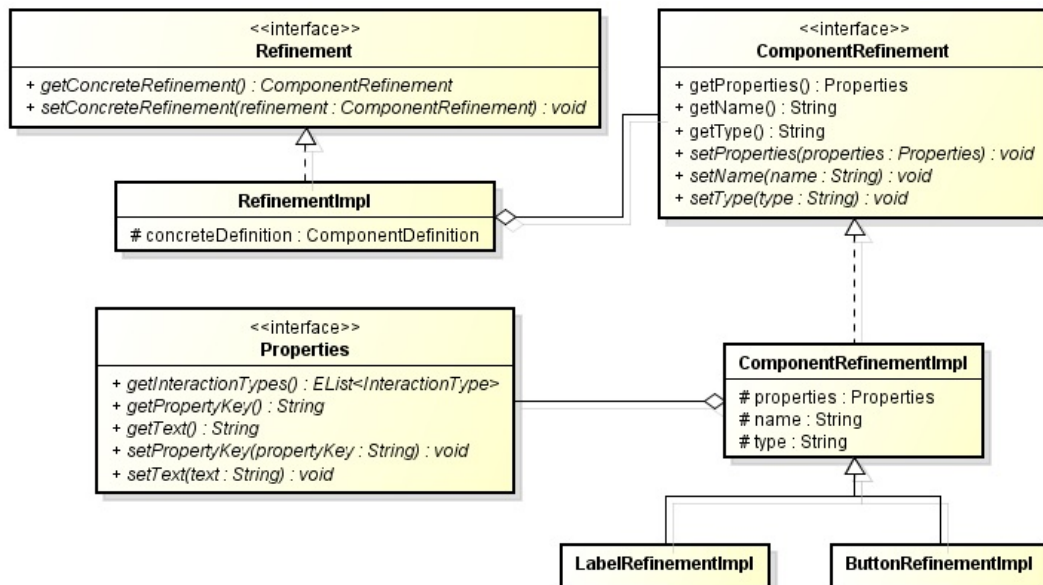 <<interface>>
Refinement
+ getConcreteRefinement() : ComponentRefinement
+ setConcreteRefinement(refinement : ComponentRefinement) : void
<<interface>>
ComponentRefinement
+ getProperties() : Properties
+ getName() : String
+ getType() : String
+ setProperties(properties : Properties) : void
+ setName(name : String) : void
+ setType(type : String) : void
RefinementImpl
# concreteDefinition : ComponentDefinition
<<interface>>
Properties
+ getInteractionTypes() : EList<InteractionType>
+ getPropertyKey() : String
+ getText() : String
+ setPropertyKey(propertyKey : String) : void
+ setText(text : String) : void
ComponentRefinementImpl
# properties : Properties
# name : String
# type : String
LabelRefinementImpl
ButtonRefinementImpl